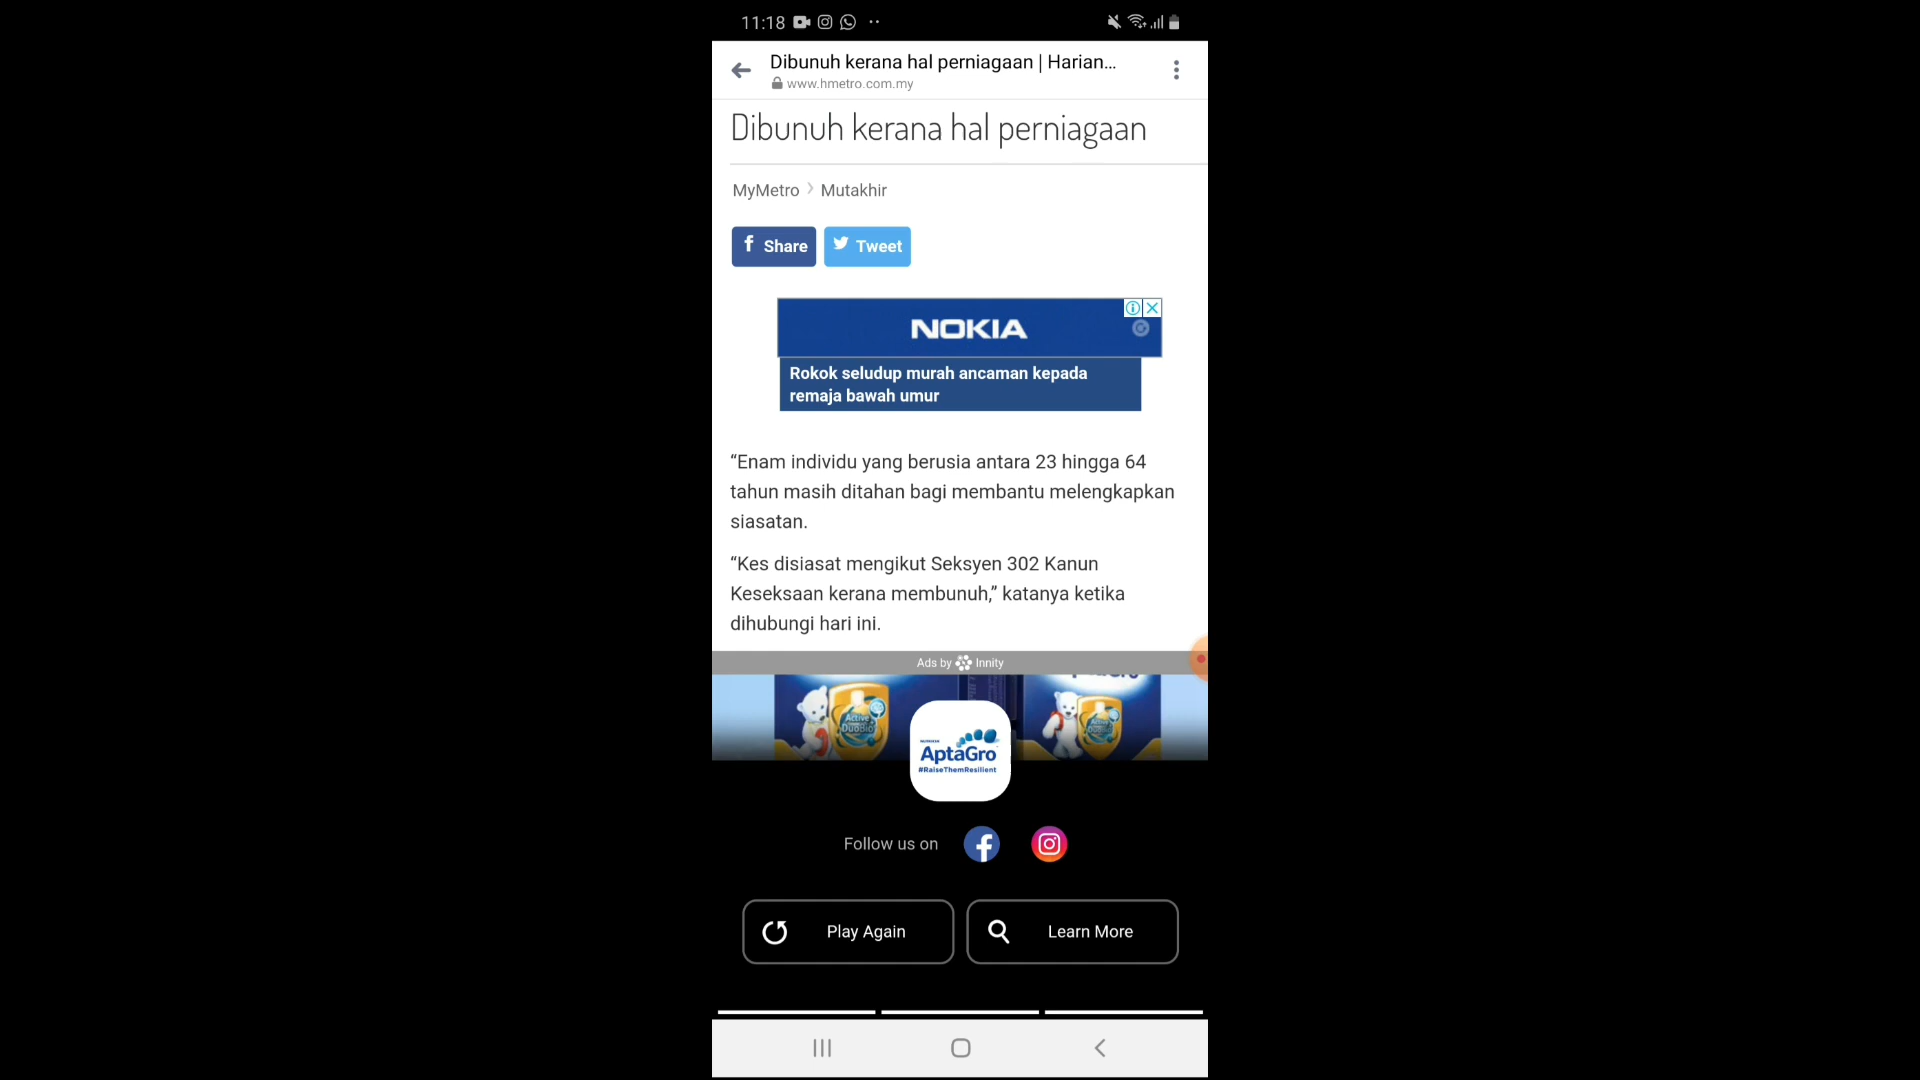 11:18
Dibunuh kerana hal perniagaan | Harian...
www.hmetro.com.my
Dibunuh kerana hal perniagaan
MyMetro > Mutakhir
f Share Tweet
NOKIA
Rokok seludup murah ancaman kepada
remaja bawah umur
“Enam individu yang berusia antara 23 hingga 64
tahun masih ditahan bagi membantu melengkapkan
siasatan.
“Kes disiasat mengikut Seksyen 302 Kanun
Keseksaan kerana membunuh,” katanya ketika
dihubungi hari ini.
Ads by Innity
Active
DuoBio
AptaGro
#RaiseThemResilient
Follow us on
Play Again
Learn More